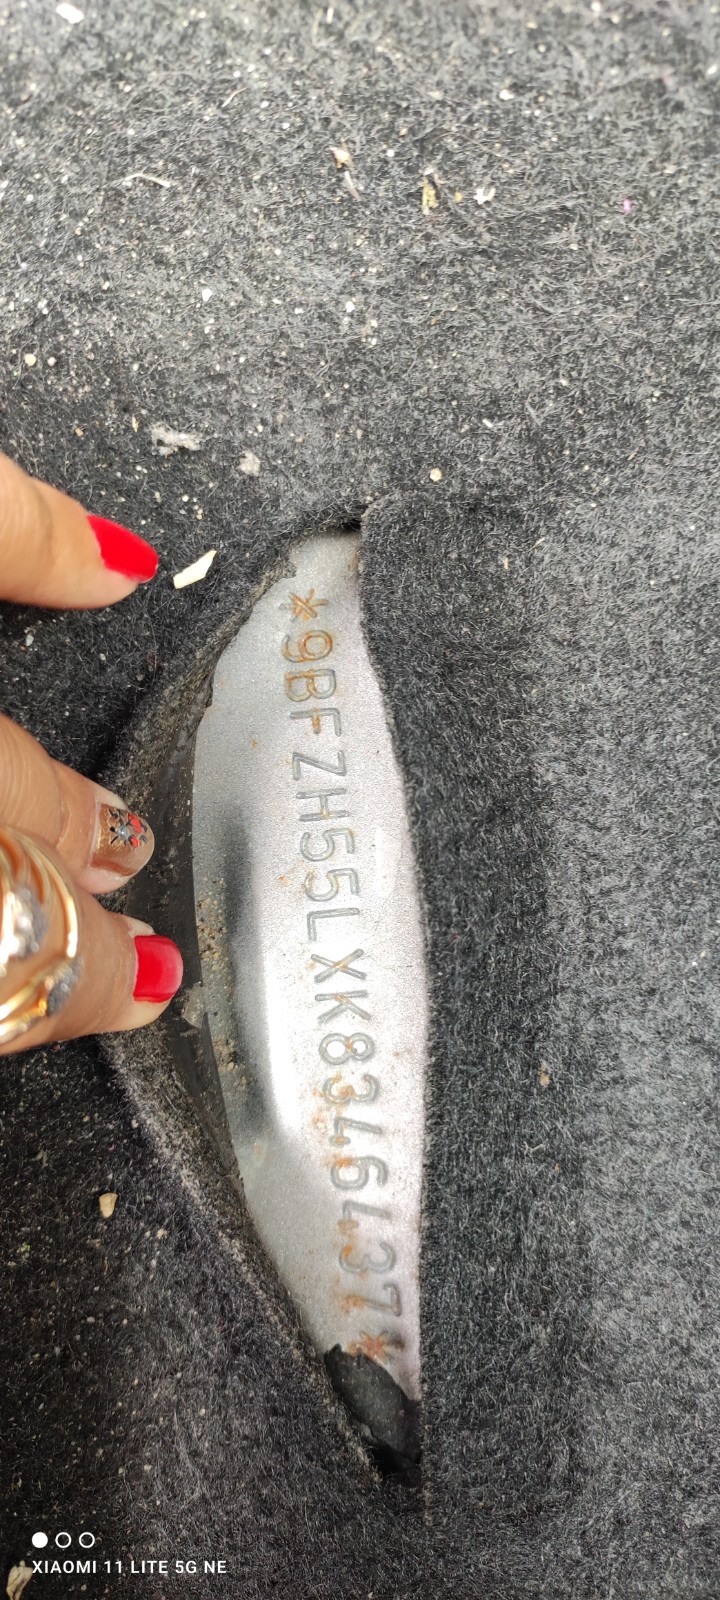 *9BFZH55LXK8346437*
XIAOMI 11 LITE 5G NE